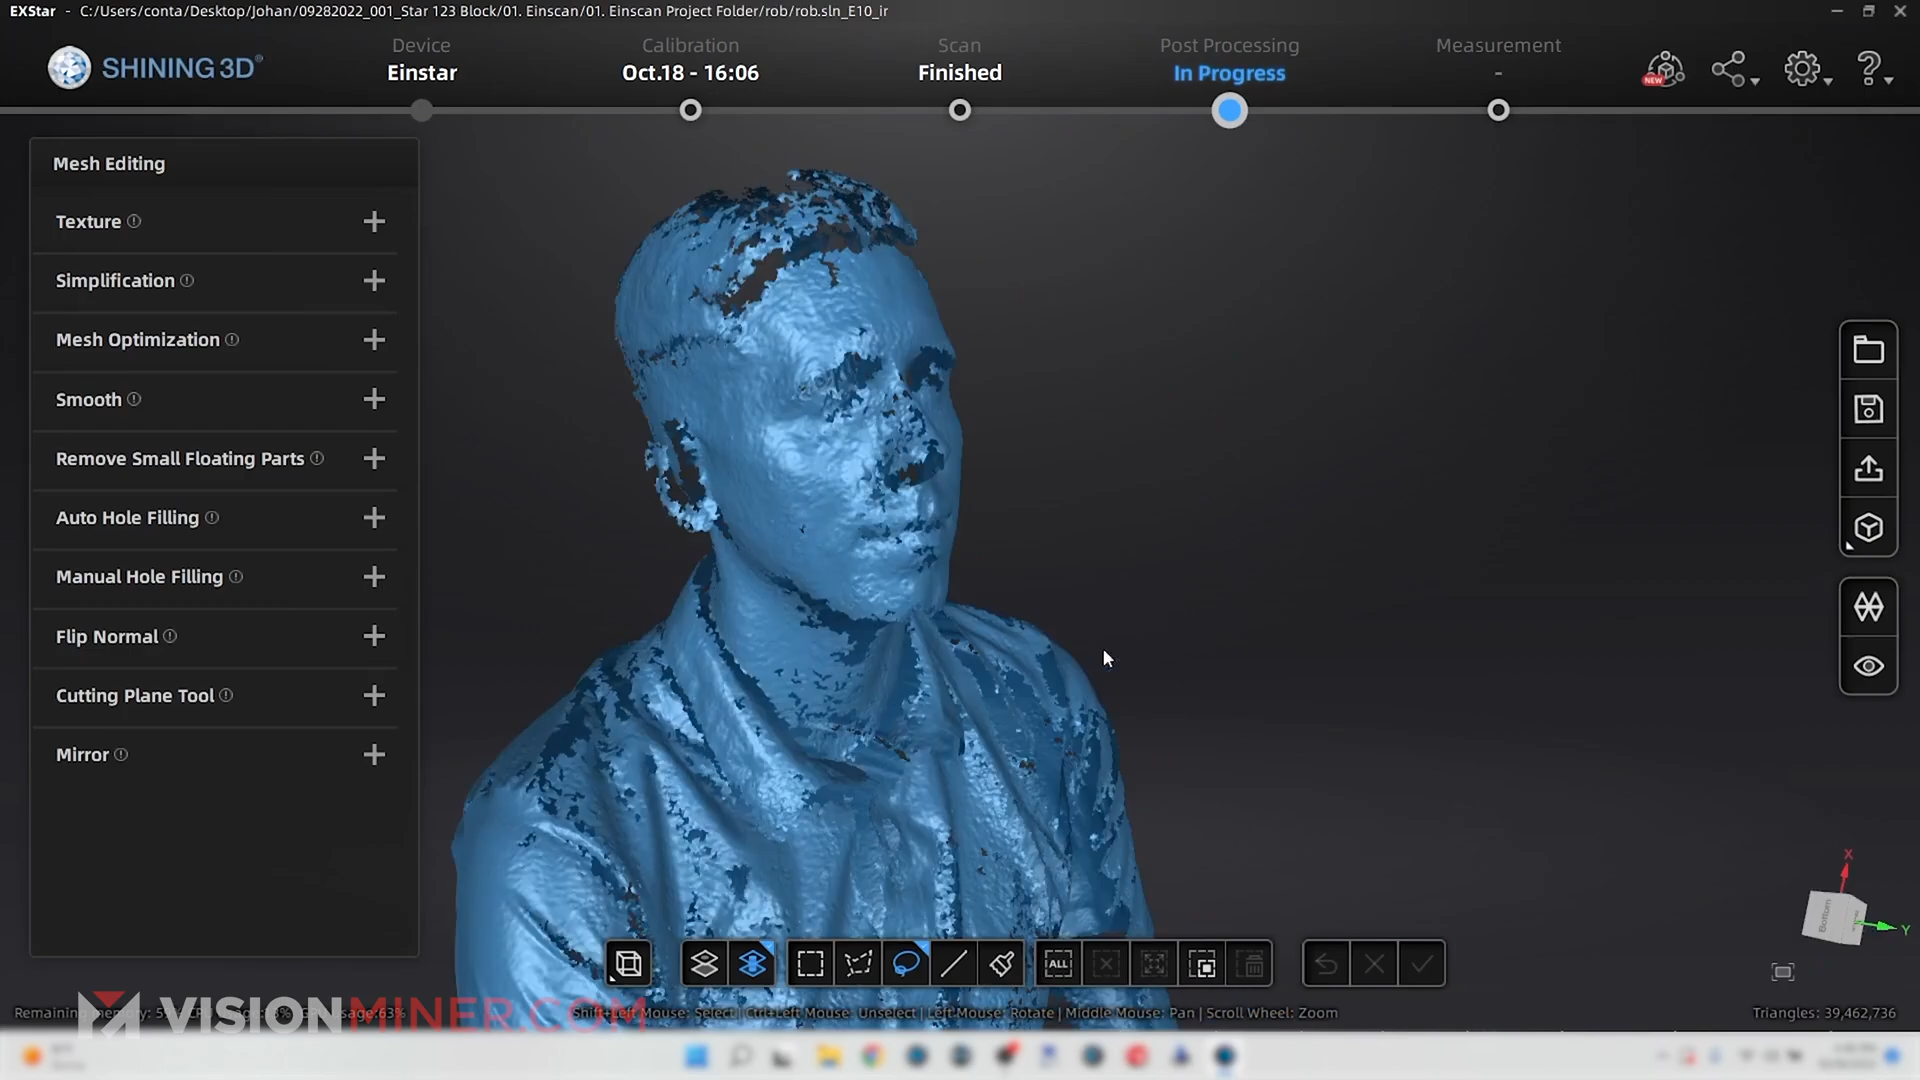 EXStar - C:/Users/conta/Desktop/Johan/09282022_001_Star 123 Block/01. Einscan/01. Einscan Project Folder/rob/rob.sln_E10_ir
SHINING 3D®
Device
Einstar
Calibration
Oct.18 - 16:06
Scan
Finished
Post Processing
In Progress
Measurement
-
NEW
Mesh Editing
Texture
Simplification
Mesh Optimization
Smooth
Remove Small Floating Parts
Auto Hole Filling
Manual Hole Filling
Flip Normal
Cutting Plane Tool
Mirror
ALL
X
Bottom
Y
VISIONMINER.COM
Remaining memory:
Shift+Left Mouse: Select | Ctrl+Left Mouse: Unselect | Left Mouse: Rotate | Middle Mouse: Pan | Scroll Wheel: Zoom
Triangles: 39,462,736